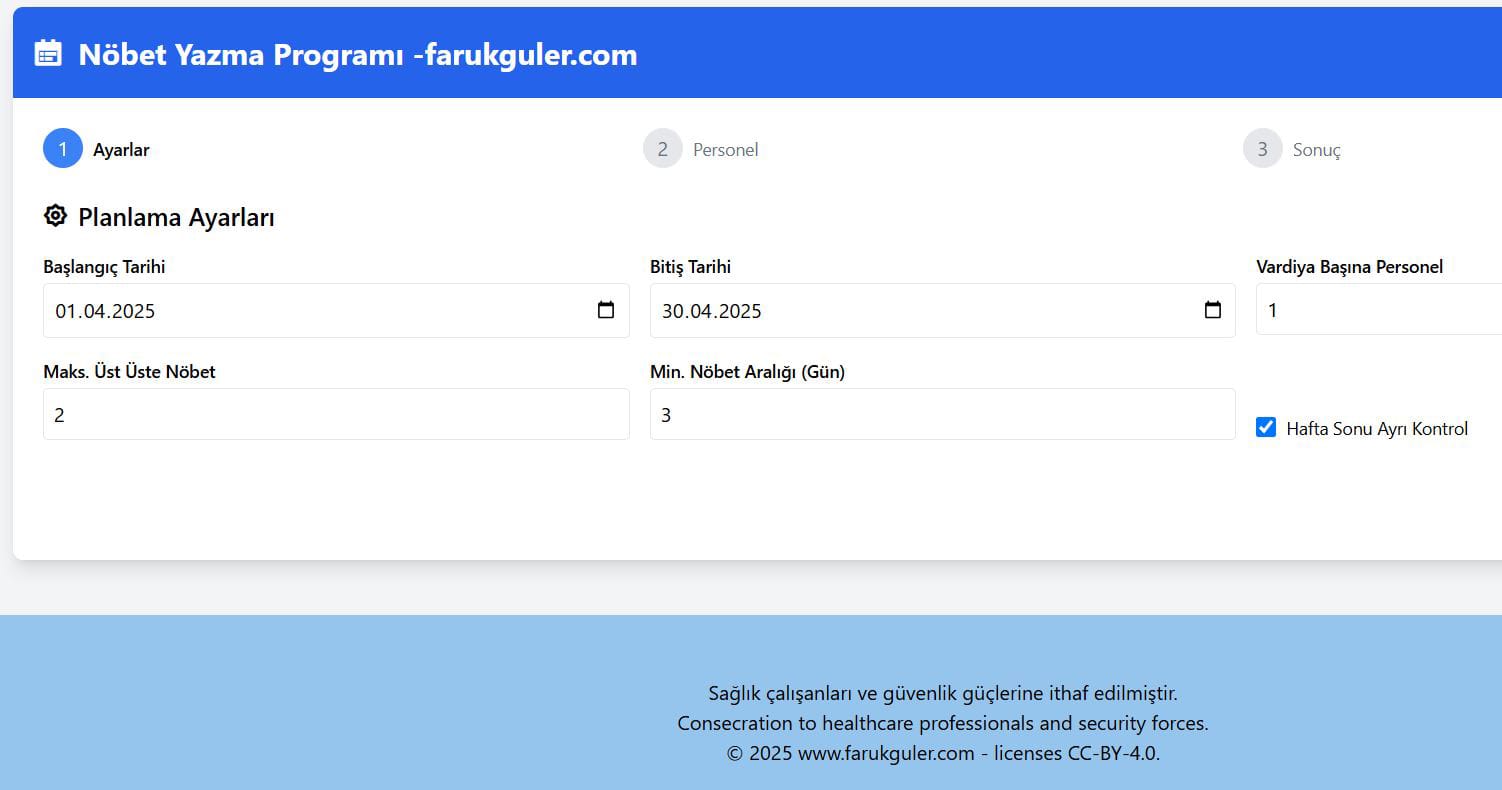 Nöbet Yazma Programı -farukguler.com
1 Ayarlar
2 Personel
3 Sonuç
Planlama Ayarları
Başlangıç Tarihi
01.04.2025
Bitiş Tarihi
30.04.2025
Vardiya Başına Personel
1
Maks. Üst Üste Nöbet
2
Min. Nöbet Aralığı (Gün)
3
Hafta Sonu Ayrı Kontrol
Sağlık çalışanları ve güvenlik güçlerine ithaf edilmiştir.
Consecration to healthcare professionals and security forces.
© 2025 www.farukguler.com - licenses CC-BY-4.0.